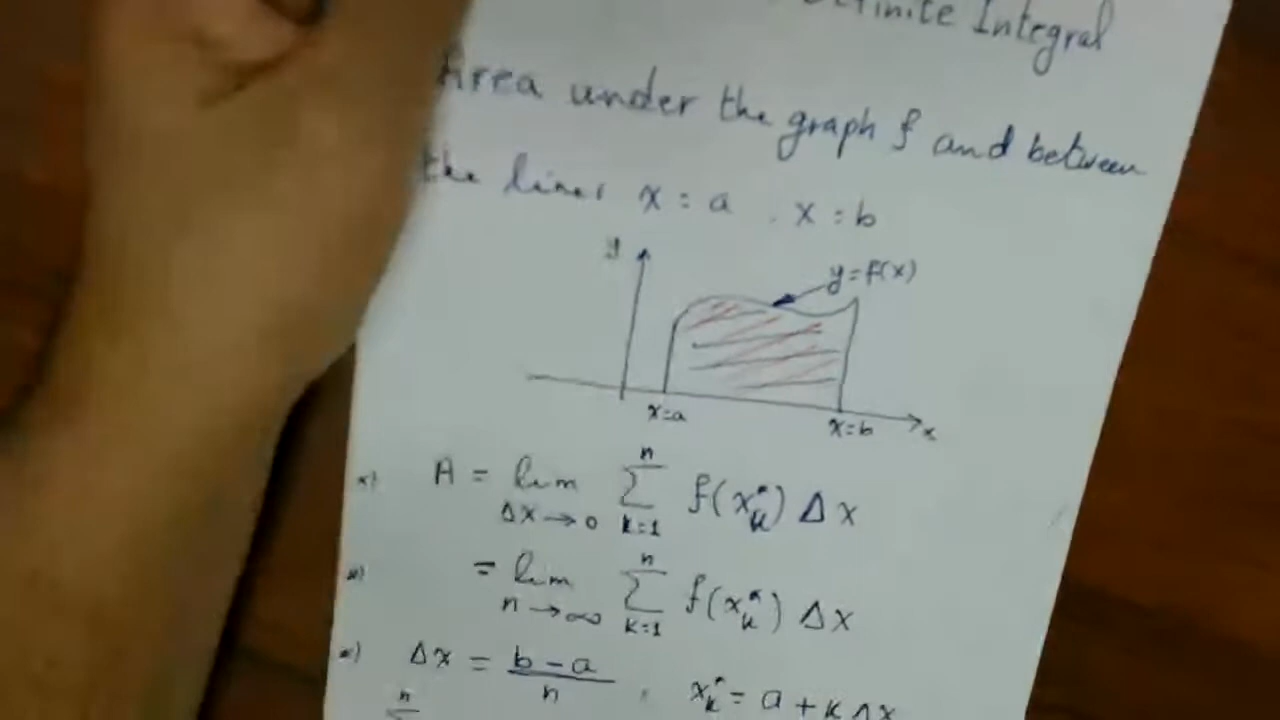 Definite Integral
Area under the graph f and between
the lines x = a , x = b
y
y = f(x)
x=a
x=b
x
*) A = lim Δx→0 Σ k=1 n f(x*k) Δx
*) = lim n→∞ Σ k=1 n f(x*k) Δx
*) Δx = b-a / n , x*k = a + k Δx
n
Σ